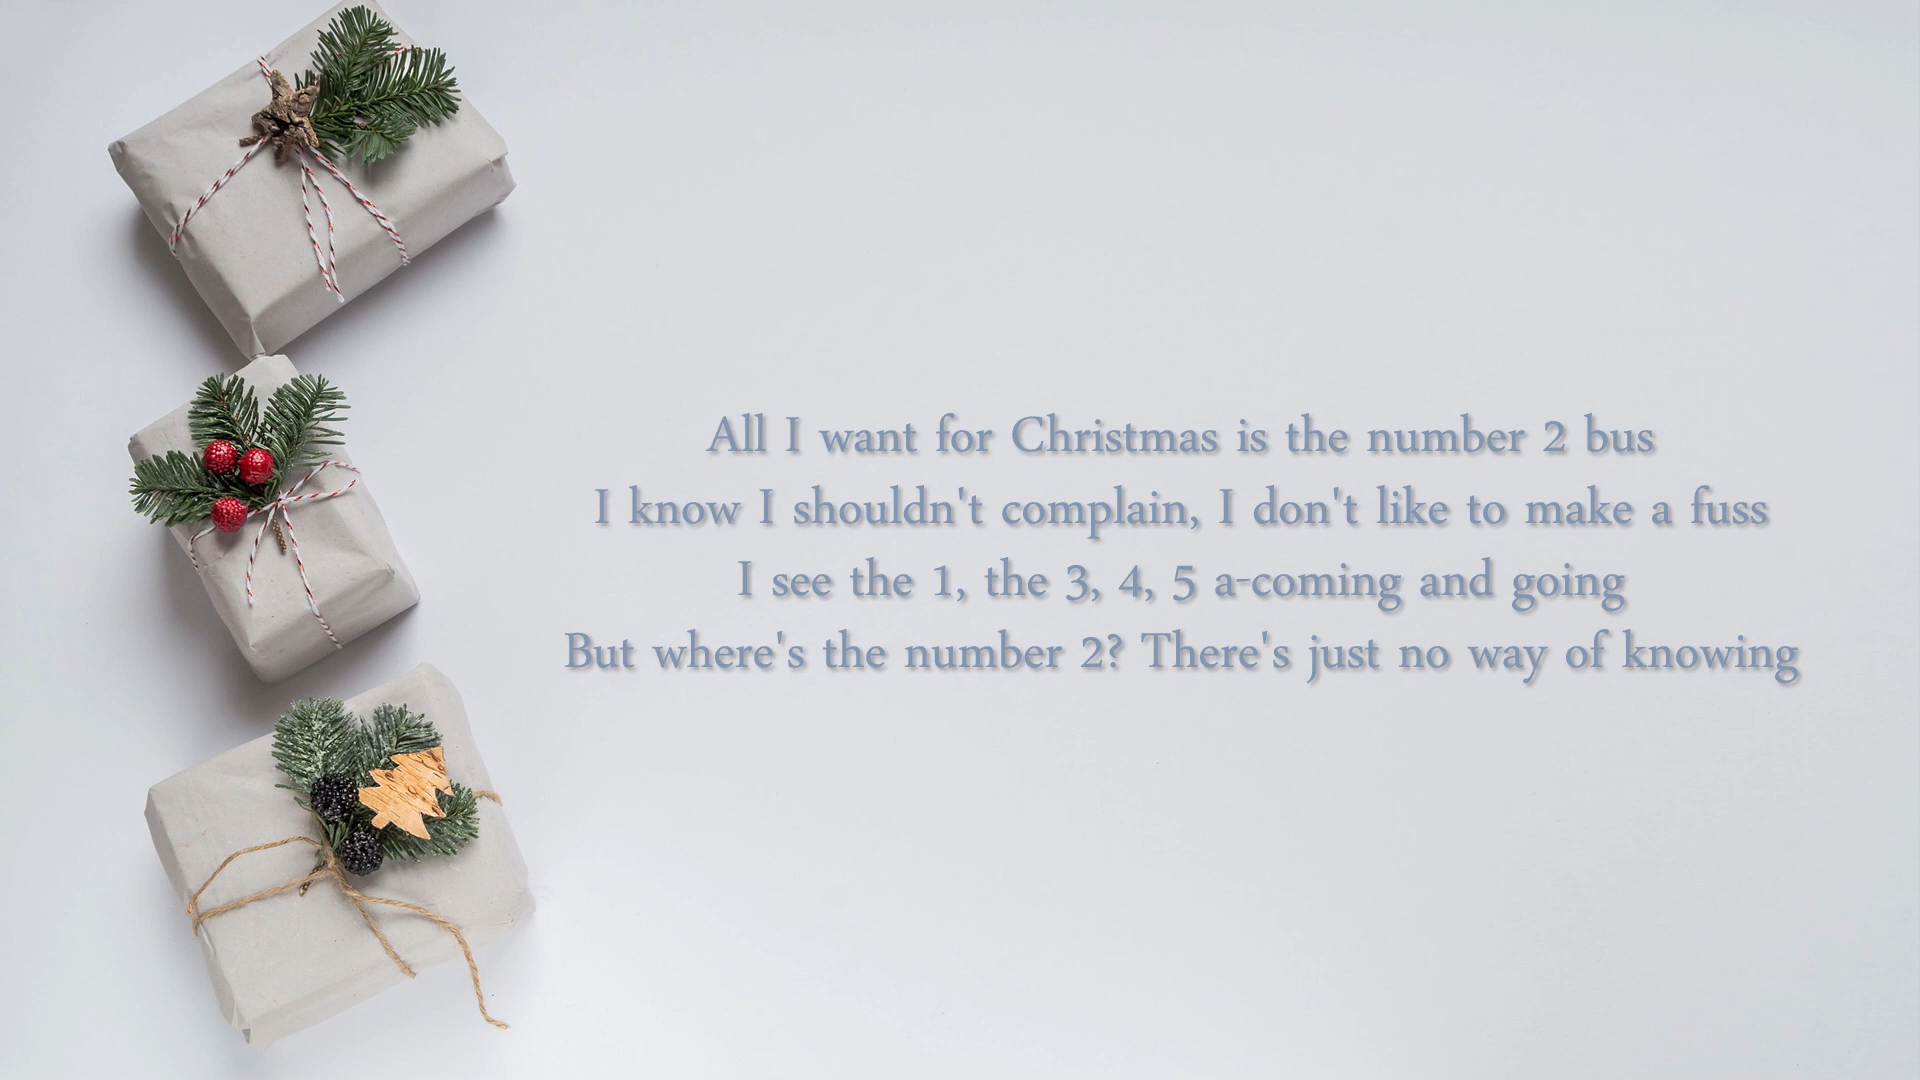 All I want for Christmas is the number 2 bus
I know I shouldn't complain, I don't like to make a fuss
I see the 1, the 3, 4, 5 a-coming and going
But where's the number 2? There's just no way of knowing